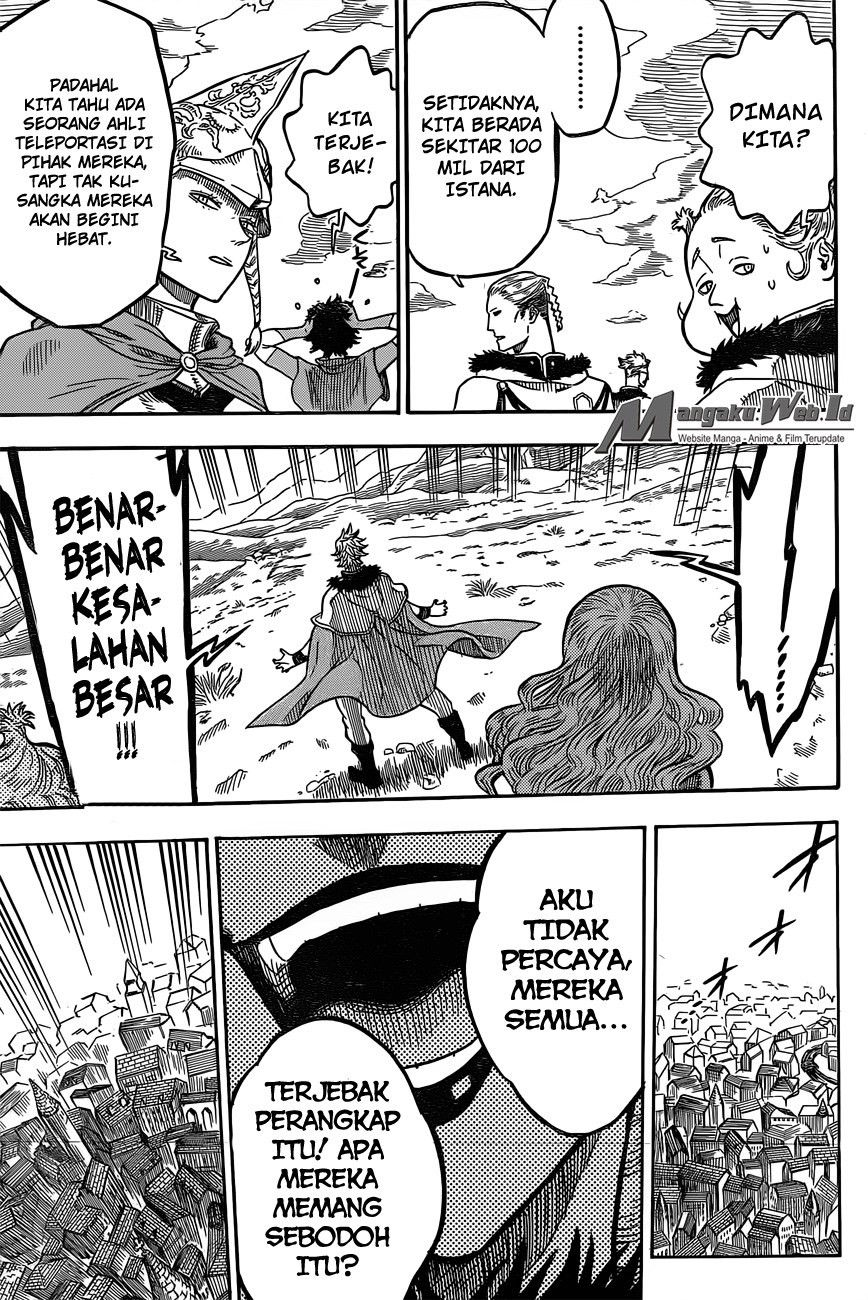 DIMANA
KITA?
.........
SETIDAKNYA,
KITA BERADA
SEKITAR 100
MIL DARI
ISTANA.
KITA
TERJE-
BAK!
PADAHAL
KITA TAHU ADA
SEORANG AHLI
TELEPORTASI DI
PIHAK MEREKA,
TAPI TAK KU-
SANGKA MEREKA
AKAN BEGINI
HEBAT.
Mangaku.Web.Id
Website Manga - Anime & Film Terupdate
......
BENAR-
BENAR
KESA-
LAHAN
BESAR
!!!
AKU
TIDAK
PERCAYA,
MEREKA
SEMUA...
TERJEBAK
PERANGKAP
ITU! APA
MEREKA
MEMANG
SEBODOH
ITU?